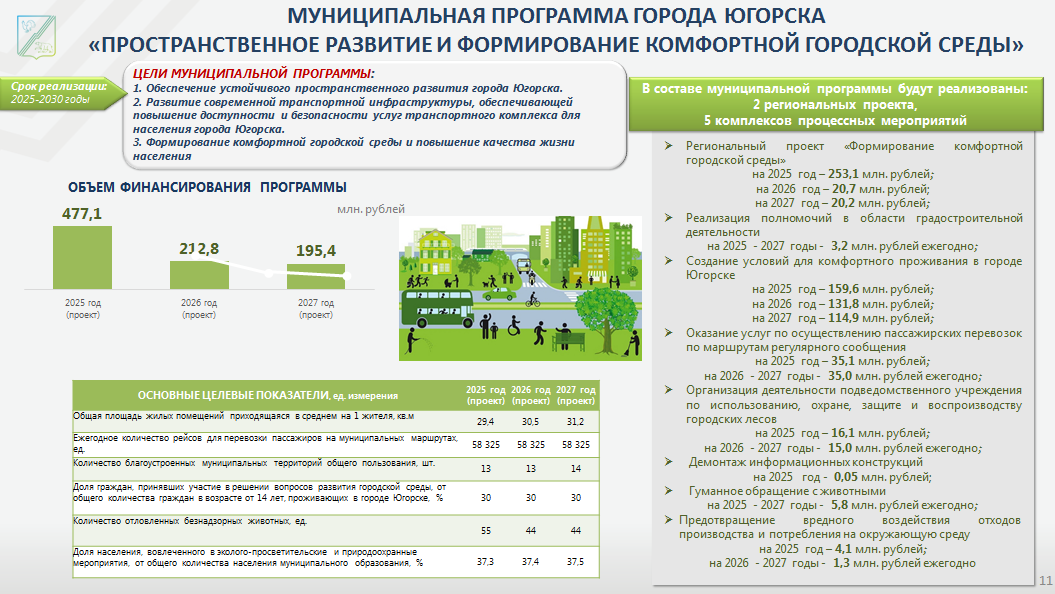 МУНИЦИПАЛЬНАЯ ПРОГРАММА ГОРОДА ЮГОРСКА
«ПРОСТРАНСТВЕННОЕ РАЗВИТИЕ И ФОРМИРОВАНИЕ КОМФОРТНОЙ ГОРОДСКОЙ СРЕДЫ»
Срок реализации:
2025-2030 годы
ЦЕЛИ МУНИЦИПАЛЬНОЙ ПРОГРАММЫ:
1. Обеспечение устойчивого пространственного развития города Югорска.
2. Развитие современной транспортной инфраструктуры, обеспечивающей
повышение доступности и безопасности услуг транспортного комплекса для
населения города Югорска.
3. Формирование комфортной городской среды и повышение качества жизни
населения
ОБЪЕМ ФИНАНСИРОВАНИЯ ПРОГРАММЫ
млн. рублей
477,1
212,8
195,4
2025 год
(проект)
2026 год
(проект)
2027 год
(проект)
ОСНОВНЫЕ ЦЕЛЕВЫЕ ПОКАЗАТЕЛИ, ед. измерения
2025 год
(проект)
2026 год
(проект)
2027 год
(проект)
Общая площадь жилых помещений приходящаяся в среднем на 1 жителя, кв.м
29,4 30,5 31,2
Ежегодное количество рейсов для перевозки пассажиров на муниципальных маршрутах,
ед.
58 325 58 325 58 325
Количество благоустроенных муниципальных территорий общего пользования, шт.
13 13 14
Доля граждан, принявших участие в решении вопросов развития городской среды, от
общего количества граждан в возрасте от 14 лет, проживающих в городе Югорске, %
30 30 30
Количество отловленных безнадзорных животных, ед.
55 44 44
Доля населения, вовлеченного в эколого-просветительские и природоохранные
мероприятия, от общего количества населения муниципального образования, %
37,3 37,4 37,5
В составе муниципальной программы будут реализованы:
2 региональных проекта,
5 комплексов процессных мероприятий
Региональный проект «Формирование комфортной
городской среды»
на 2025 год – 253,1 млн. рублей;
на 2026 год – 20,7 млн. рублей;
на 2027 год – 20,2 млн. рублей;
Реализация полномочий в области градостроительной
деятельности
на 2025 - 2027 годы - 3,2 млн. рублей ежегодно;
Создание условий для комфортного проживания в городе
Югорске
на 2025 год – 159,6 млн. рублей;
на 2026 год – 131,8 млн. рублей;
на 2027 год – 114,9 млн. рублей;
Оказание услуг по осуществлению пассажирских перевозок
по маршрутам регулярного сообщения
на 2025 год – 35,1 млн. рублей;
на 2026 - 2027 годы - 35,0 млн. рублей ежегодно;
Организация деятельности подведомственного учреждения
по использованию, охране, защите и воспроизводству
городских лесов
на 2025 год – 16,1 млн. рублей;
на 2026 - 2027 годы - 15,0 млн. рублей ежегодно;
Демонтаж информационных конструкций
на 2025 год - 0,05 млн. рублей;
Гуманное обращение с животными
на 2025 - 2027 годы - 5,8 млн. рублей ежегодно;
Предотвращение вредного воздействия отходов
производства и потребления на окружающую среду
на 2025 год – 4,1 млн. рублей;
на 2026 - 2027 годы - 1,3 млн. рублей ежегодно
11